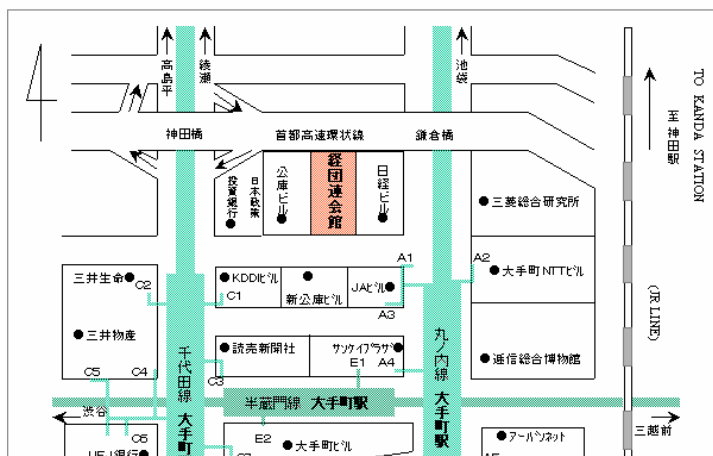 高島平
綾瀬
池袋
至 神田駅
TO KANDA STATION
神田橋
首都高速環状線
鎌倉橋
日本政策
投資銀行
公庫ビル
経団連会館
日経ビル
三菱総合研究所
A1
A2
三井生命
C2
KDDIビル
C1
新公庫ビル
JAビル
A3
大手町NTTビル
(JR LINE)
三井物産
千代田線 大手町
読売新聞社
サンケイプラザ
丸ノ内線 大手町駅
逓信総合博物館
C5
C4
C3
E1
A4
渋谷
半蔵門線 大手町駅
三越前
C6
E2
大手町ビル
アーバンネット
UFJ銀行